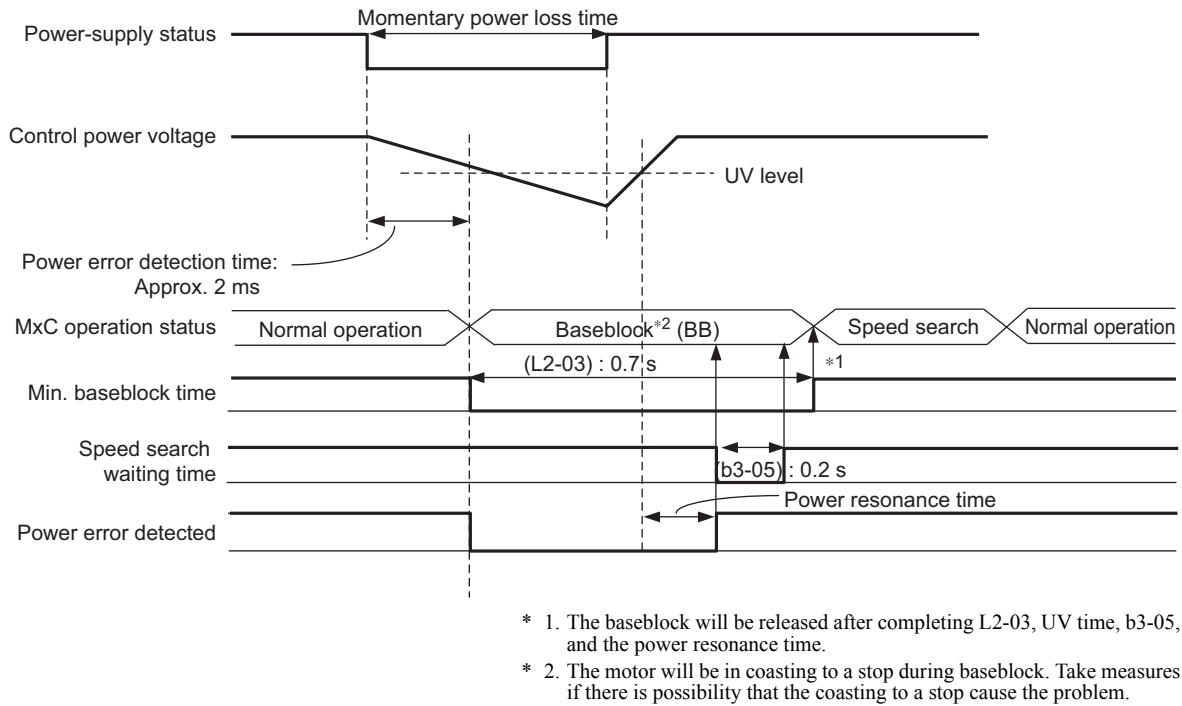 Momentary power loss time
Power-supply status
Control power voltage
UV level
Power error detection time:
Approx. 2 ms
MxC operation status
Normal operation
Baseblock*2 (BB)
Speed search
Normal operation
(L2-03) : 0.7 s
*1
Min. baseblock time
Speed search
waiting time
(b3-05) : 0.2 s
Power resonance time
Power error detected
* 1. The baseblock will be released after completing L2-03, UV time, b3-05,
and the power resonance time.
* 2. The motor will be in coasting to a stop during baseblock. Take measures
if there is possibility that the coasting to a stop cause the problem.